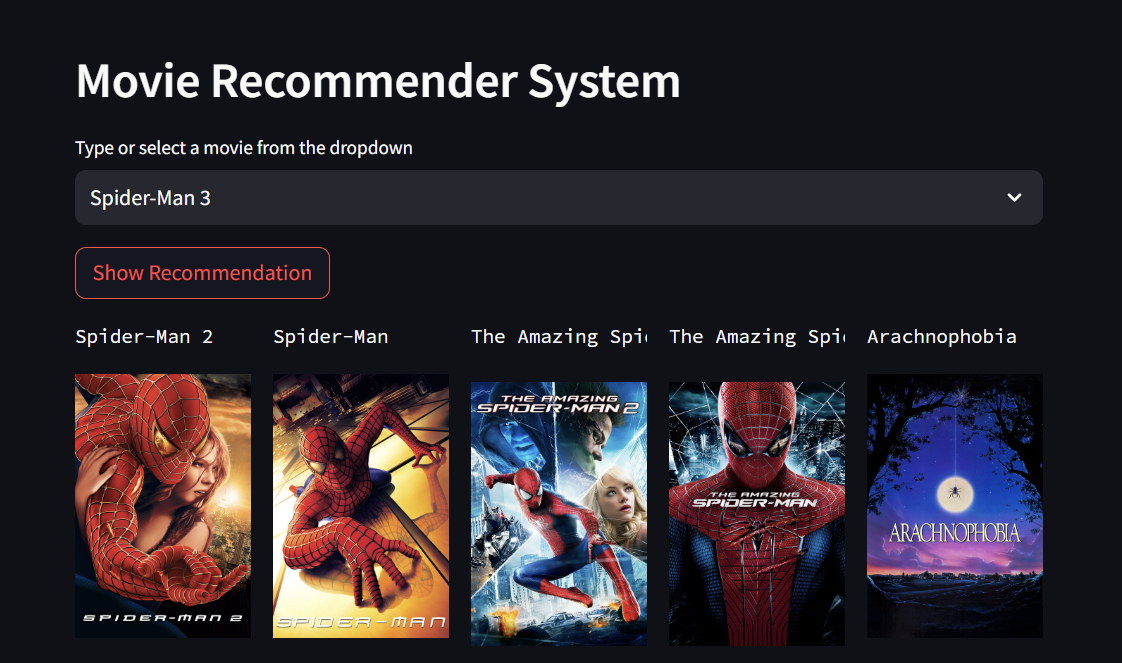 Movie Recommender System
Type or select a movie from the dropdown
Spider-Man 3
Show Recommendation
Spider-Man 2
Spider-Man
The Amazing Spi
The Amazing Spi
Arachnophobia
SPIDER-MAN 2
SPIDER-MAN
THE AMAZING
SPIDER-MAN 2
THE AMAZING
SPIDER-MAN
ARACHNOPHOBIA